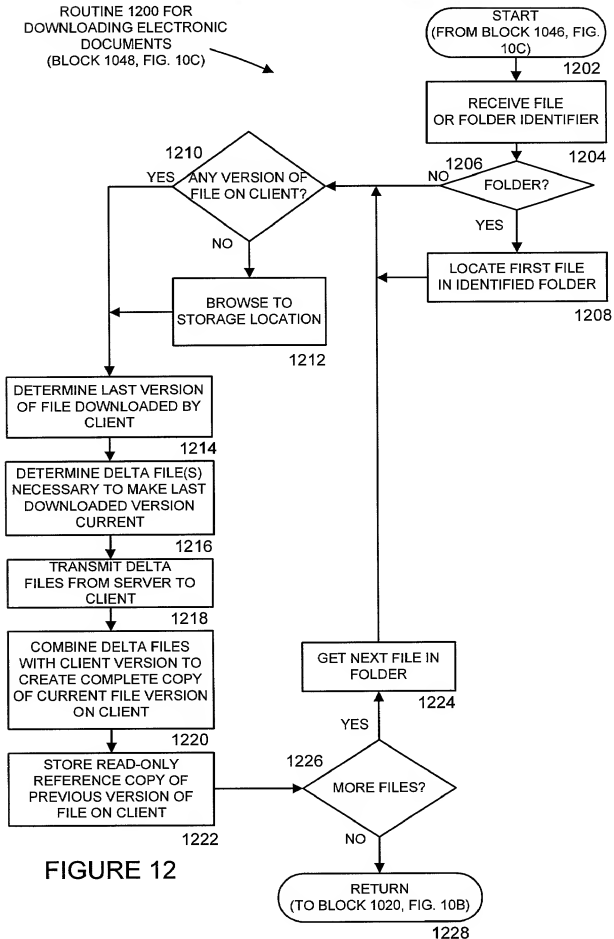 ROUTINE 1200 FOR
DOWNLOADING ELECTRONIC
DOCUMENTS
(BLOCK 1048, FIG. 10C)
START
(FROM BLOCK 1046, FIG.
10C)
1202
RECEIVE FILE
OR FOLDER IDENTIFIER
1204
1206
FOLDER?
NO
YES
LOCATE FIRST FILE
IN IDENTIFIED FOLDER
1208
1210
ANY VERSION OF
FILE ON CLIENT?
YES
NO
BROWSE TO
STORAGE LOCATION
1212
DETERMINE LAST VERSION
OF FILE DOWNLOADED BY
CLIENT
1214
DETERMINE DELTA FILE(S)
NECESSARY TO MAKE LAST
DOWNLOADED VERSION
CURRENT
1216
TRANSMIT DELTA
FILES FROM SERVER TO
CLIENT
1218
COMBINE DELTA FILES
WITH CLIENT VERSION TO
CREATE COMPLETE COPY
OF CURRENT FILE VERSION
ON CLIENT
1220
STORE READ-ONLY
REFERENCE COPY OF
PREVIOUS VERSION OF
FILE ON CLIENT
1222
GET NEXT FILE IN
FOLDER
1224
YES
1226
MORE FILES?
NO
RETURN
(TO BLOCK 1020, FIG. 10B)
1228
FIGURE 12